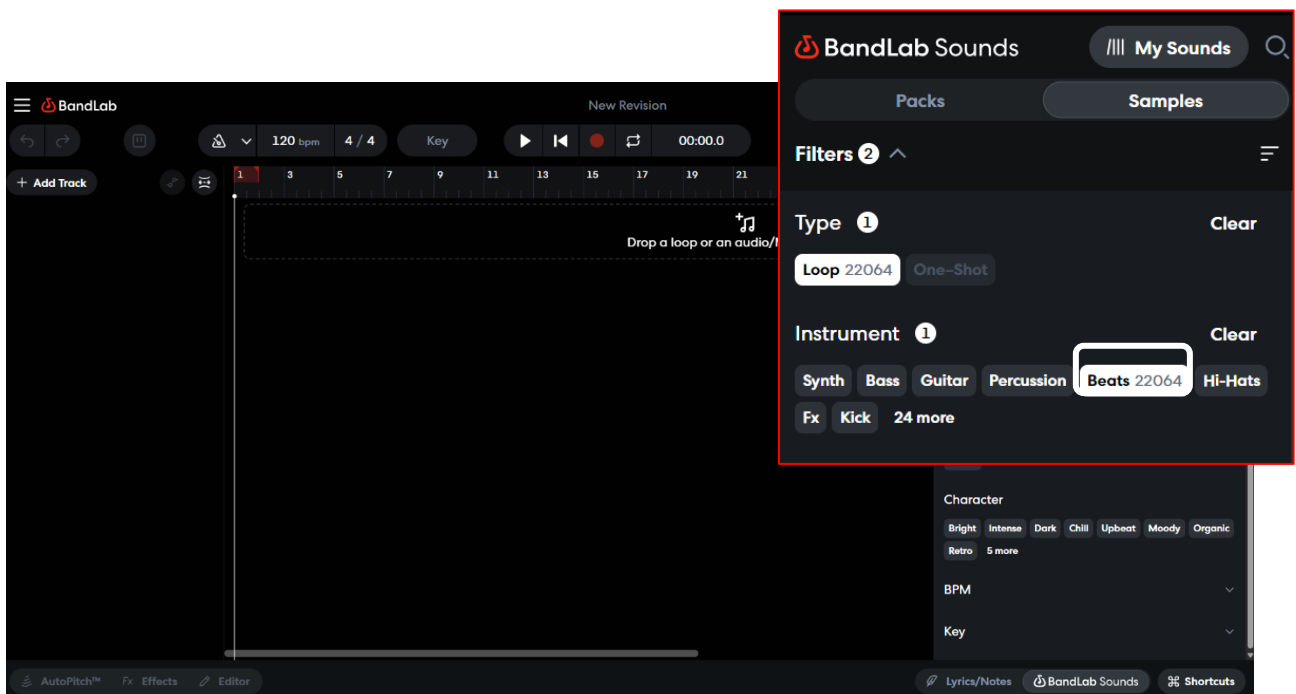 BandLab Sounds
My Sounds
Packs
Samples
Filters 2
Type 1
Clear
Loop 22064
One-Shot
Instrument 1
Clear
Synth Bass Guitar Percussion Beats 22064 Hi-Hats
Fx Kick 24 more
BandLab
New Revision
120 bpm
4 / 4
Key
00:00.0
+ Add Track
1 3 5 7 9 11 13 15 17 19 21
Drop a loop or an audio/
Character
Bright Intense Dark Chill Upbeat Moody Organic
Retro 5 more
BPM
Key
AutoPitch™ Fx Effects Editor
Lyrics/Notes BandLab Sounds ⌘ Shortcuts